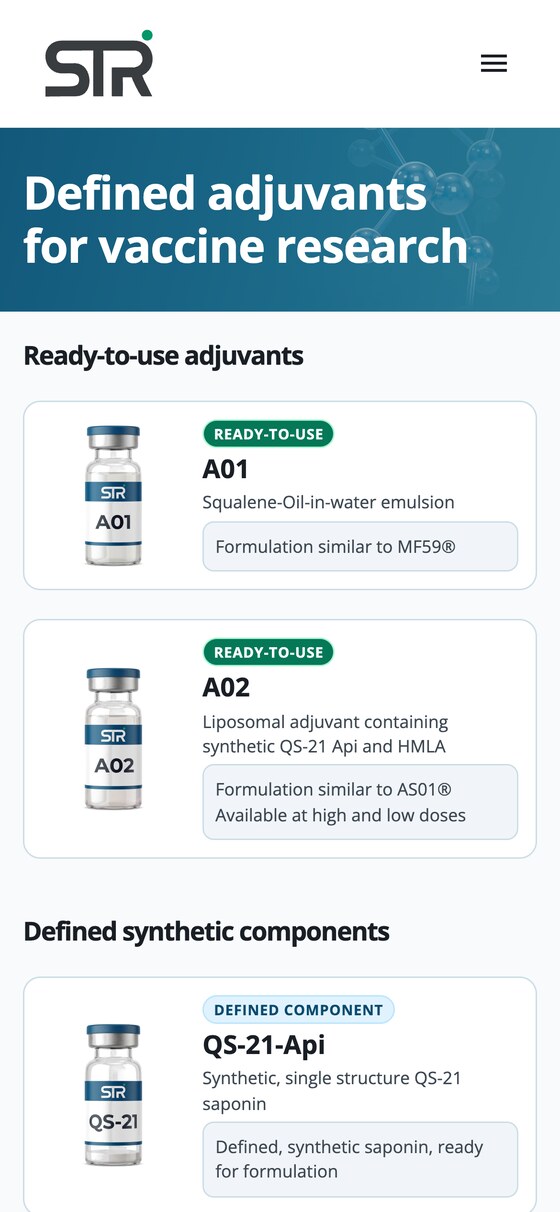 STR
Defined adjuvants
for vaccine research
Ready-to-use adjuvants
READY-TO-USE
A01
Squalene-Oil-in-water emulsion
Formulation similar to MF59®
STR
A01
READY-TO-USE
A02
Liposomal adjuvant containing
synthetic QS-21 Api and HMLA
Formulation similar to AS01®
Available at high and low doses
STR
A02
Defined synthetic components
DEFINED COMPONENT
QS-21-Api
Synthetic, single structure QS-21
saponin
Defined, synthetic saponin, ready
for formulation
STR
QS-21